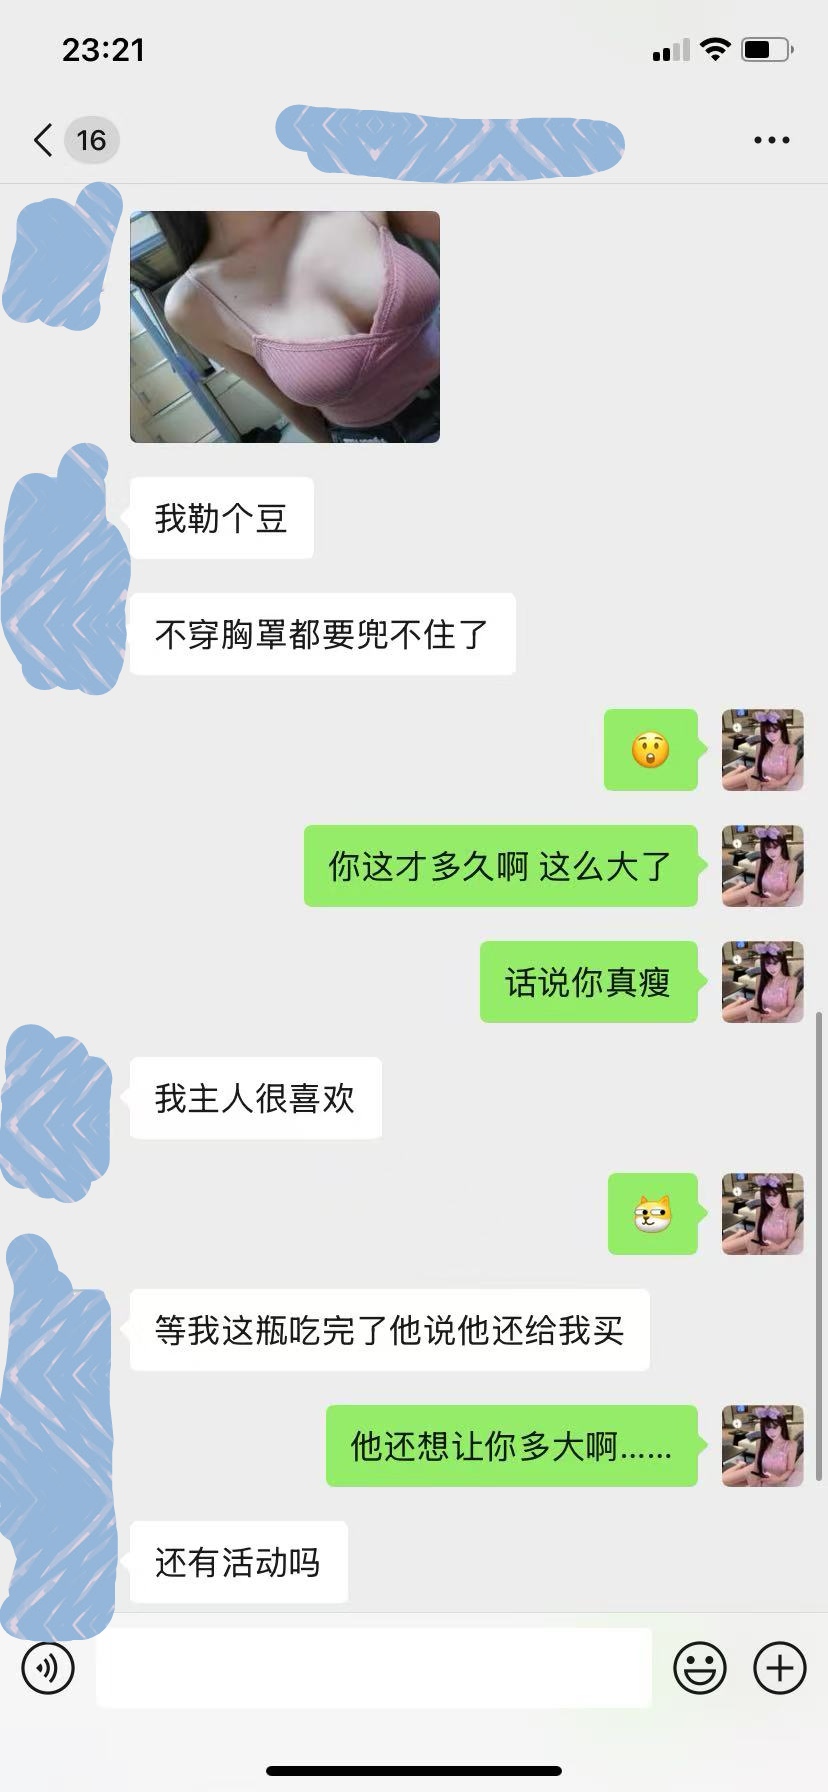 23:21
16
我勒个豆
不穿胸罩都要兜不住了
你这才多久啊 这么大了
话说你真瘦
我主人很喜欢
等我这瓶吃完了他说他还给我买
他还想让你多大啊......
还有活动吗